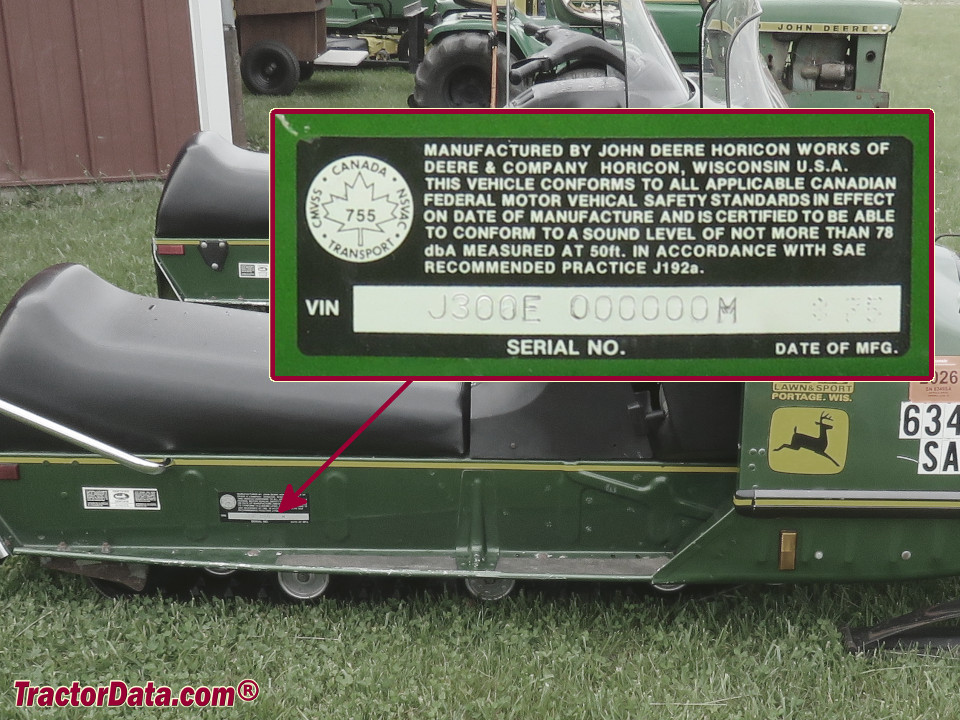 JOHN DEERE
MANUFACTURED BY JOHN DEERE HORICON WORKS OF
DEERE & COMPANY HORICON, WISCONSIN U.S.A.
THIS VEHICLE CONFORMS TO ALL APPLICABLE CANADIAN
FEDERAL MOTOR VEHICAL SAFETY STANDARDS IN EFFECT
ON DATE OF MANUFACTURE AND IS CERTIFIED TO BE ABLE
TO CONFORM TO A SOUND LEVEL OF NOT MORE THAN 78
dbA MEASURED AT 50ft. IN ACCORDANCE WITH SAE
RECOMMENDED PRACTICE J192a.
CANADA
CMVSS
NSVAC
755
TRANSPORT
VIN
J300E 000000M
SERIAL NO.
DATE OF MFG.
LAWN & SPORT
PORTAGE. WIS.
2026
634
SA
TractorData.com®